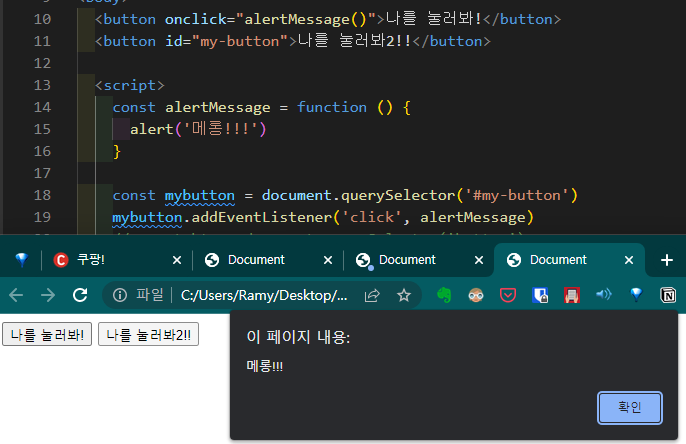 10 <button onclick="alertMessage()">나를 눌러봐!</button>
11 <button id="my-button">나를 눌러봐2!!</button>
12
13 <script>
14 const alertMessage = function () {
15 alert('메롱!!!')
16 }
17
18 const mybutton = document.querySelector('#my-button')
19 mybutton.addEventListener('click', alertMessage)
쿠팡! Document Document Document
파일 C:/Users/Ramy/Desktop/...
나를 눌러봐! 나를 눌러봐2!!
이 페이지 내용:
메롱!!!
확인